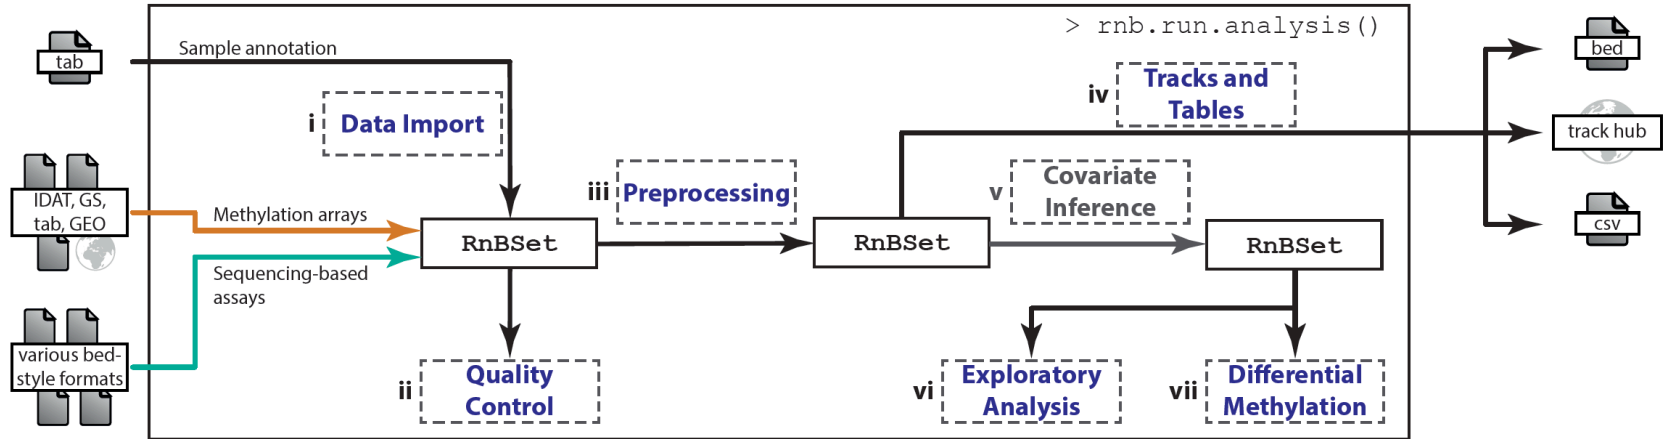 > rnb.run.analysis()
tab
Sample annotation
i
Data Import
iv
Tracks and
Tables
bed
track hub
csv
IDAT, GS,
tab, GEO
Methylation arrays
Sequencing-based
assays
RnBSet
iii
Preprocessing
RnBSet
v
Covariate
Inference
RnBSet
various bed-
style formats
ii
Quality
Control
vi
Exploratory
Analysis
vii
Differential
Methylation